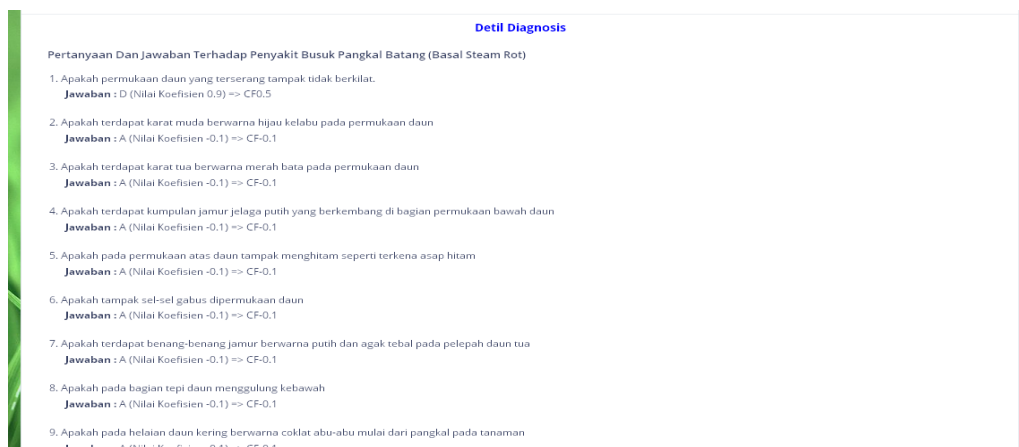 Detil Diagnosis
Pertanyaan Dan Jawaban Terhadap Penyakit Busuk Pangkal Batang (Basal Steam Rot)
1. Apakah permukaan daun yang terserang tampak tidak berkilat.
Jawaban : D (Nilai Koefisien 0.9) => CF0.5
2. Apakah terdapat karat muda berwarna hijau kelabu pada permukaan daun
Jawaban : A (Nilai Koefisien -0.1) => CF-0.1
3. Apakah terdapat karat tua berwarna merah bata pada permukaan daun
Jawaban : A (Nilai Koefisien -0.1) => CF-0.1
4. Apakah terdapat kumpulan jamur jelaga putih yang berkembang di bagian permukaan bawah daun
Jawaban : A (Nilai Koefisien -0.1) => CF-0.1
5. Apakah pada permukaan atas daun tampak menghitam seperti terkena asap hitam
Jawaban : A (Nilai Koefisien -0.1) => CF-0.1
6. Apakah tampak sel-sel gabus dipermukaan daun
Jawaban : A (Nilai Koefisien -0.1) => CF-0.1
7. Apakah terdapat benang-benang jamur berwarna putih dan agak tebal pada pelepah daun tua
Jawaban : A (Nilai Koefisien -0.1) => CF-0.1
8. Apakah pada bagian tepi daun menggulung kebawah
Jawaban : A (Nilai Koefisien -0.1) => CF-0.1
9. Apakah pada helaian daun kering berwarna coklat abu-abu mulai dari pangkal pada tanaman